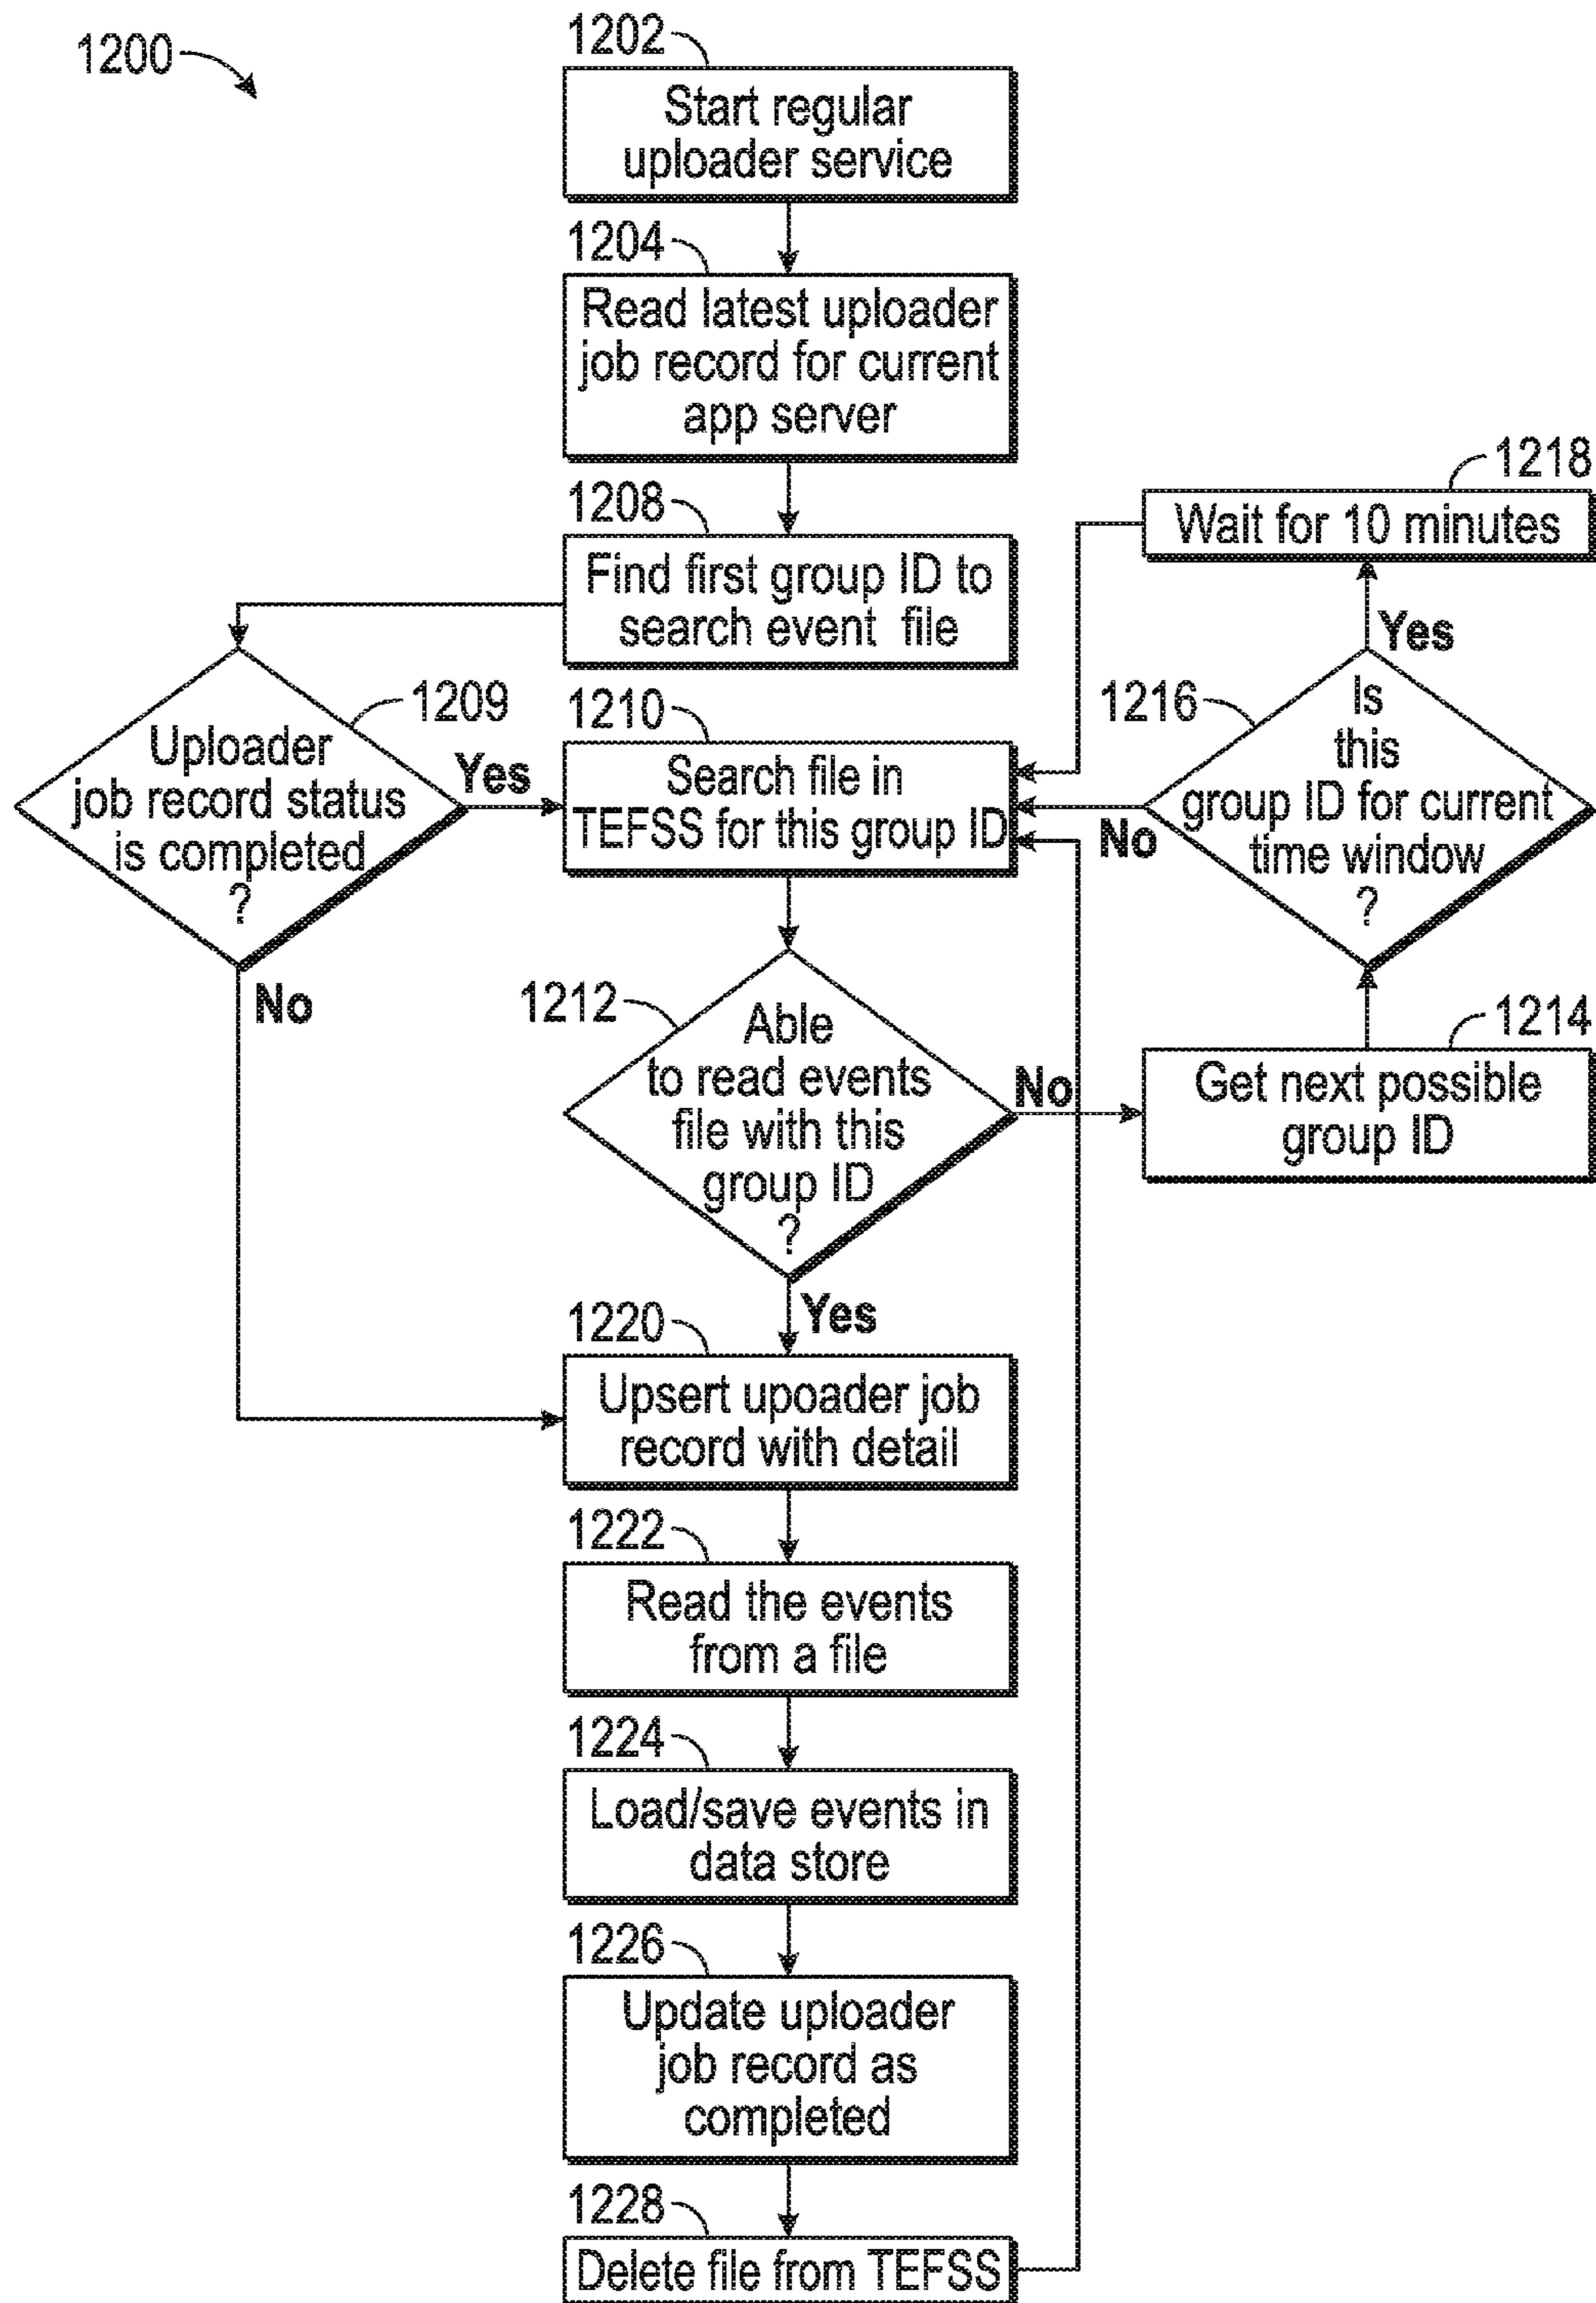 1200
1202
Start regular
uploader service
1204
Read latest uploader
job record for current
app server
1208
Find first group ID to
search event file
1218
Wait for 10 minutes
Yes
1209
Uploader
job record status
is completed
?
Yes
No
1210
Search file in
TEFSS for this group ID
1216
Is
this
group ID for current
time window
?
No
1212
Able
to read events
file with this
group ID
?
No
1214
Get next possible
group ID
Yes
1220
Upsert upoader job
record with detail
1222
Read the events
from a file
1224
Load/save events in
data store
1226
Update uploader
job record as
completed
1228
Delete file from TEFSS